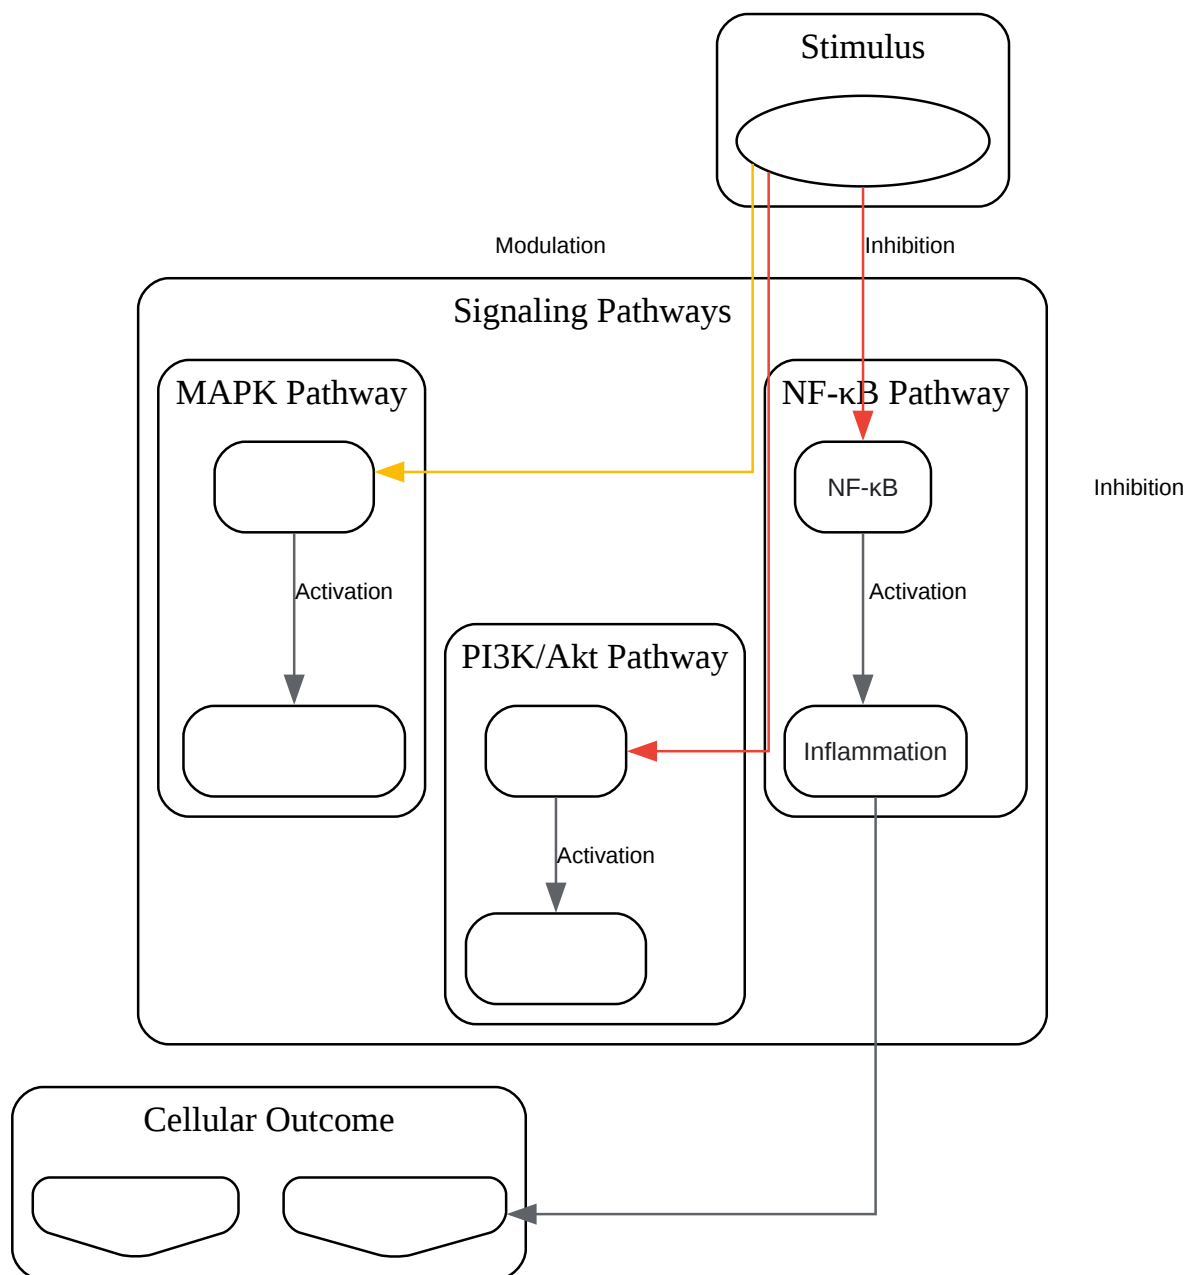 Stimulus
Modulation
Inhibition
Signaling Pathways
MAPK Pathway
NF-κB Pathway
NF-κB
Inhibition
Activation
Activation
PI3K/Akt Pathway
Inflammation
Activation
Cellular Outcome